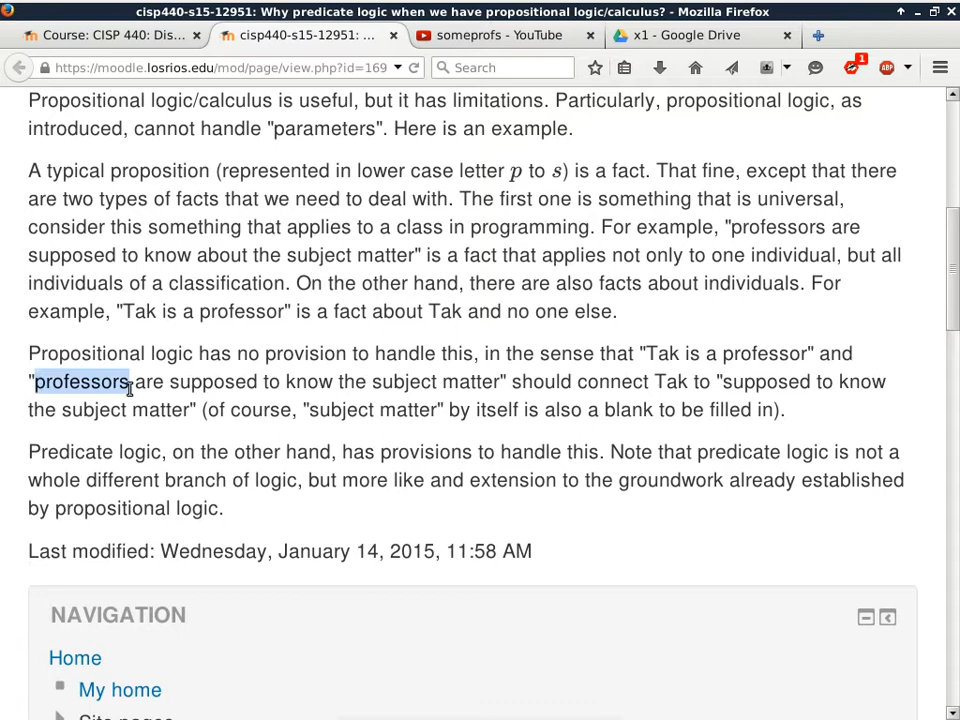 cisp440-s15-12951: Why predicate logic when we have propositional logic/calculus? - Mozilla Firefox
Course: CISP 440: Dis... × cisp440-s15-12951: ... × someprofs - YouTube × x1 - Google Drive ×
https://moodle.losrios.edu/mod/page/view.php?id=169 Search 1 ABP
Propositional logic/calculus is useful, but it has limitations. Particularly, propositional logic, as
introduced, cannot handle "parameters". Here is an example.
A typical proposition (represented in lower case letter p to s) is a fact. That fine, except that there
are two types of facts that we need to deal with. The first one is something that is universal,
consider this something that applies to a class in programming. For example, "professors are
supposed to know about the subject matter" is a fact that applies not only to one individual, but all
individuals of a classification. On the other hand, there are also facts about individuals. For
example, "Tak is a professor" is a fact about Tak and no one else.
Propositional logic has no provision to handle this, in the sense that "Tak is a professor" and
"professors are supposed to know the subject matter" should connect Tak to "supposed to know
the subject matter" (of course, "subject matter" by itself is also a blank to be filled in).
Predicate logic, on the other hand, has provisions to handle this. Note that predicate logic is not a
whole different branch of logic, but more like and extension to the groundwork already established
by propositional logic.
Last modified: Wednesday, January 14, 2015, 11:58 AM
NAVIGATION
Home
My home
Site pages